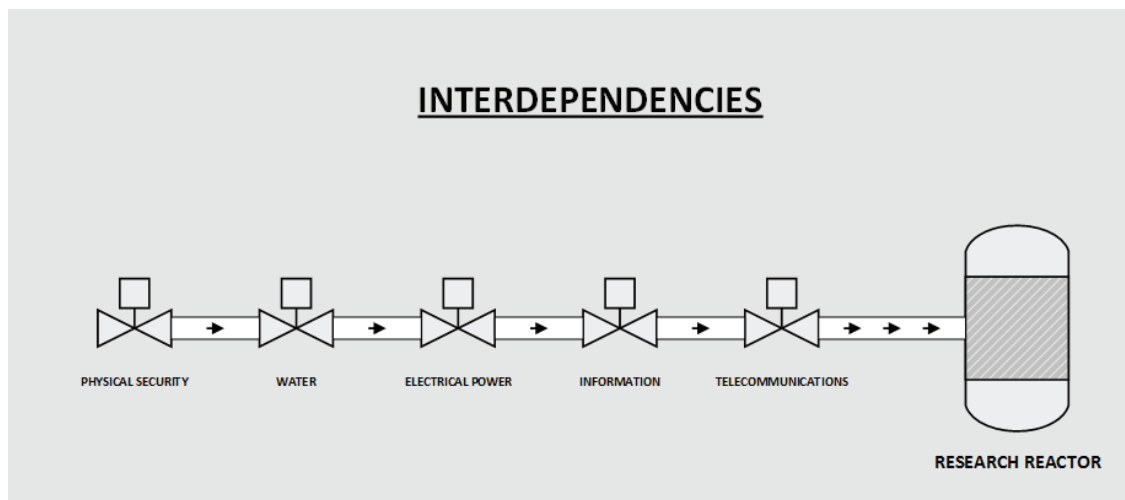 INTERDEPENDENCIES
PHYSICAL SECURITY
WATER
ELECTRICAL POWER
INFORMATION
TELECOMMUNICATIONS
RESEARCH REACTOR